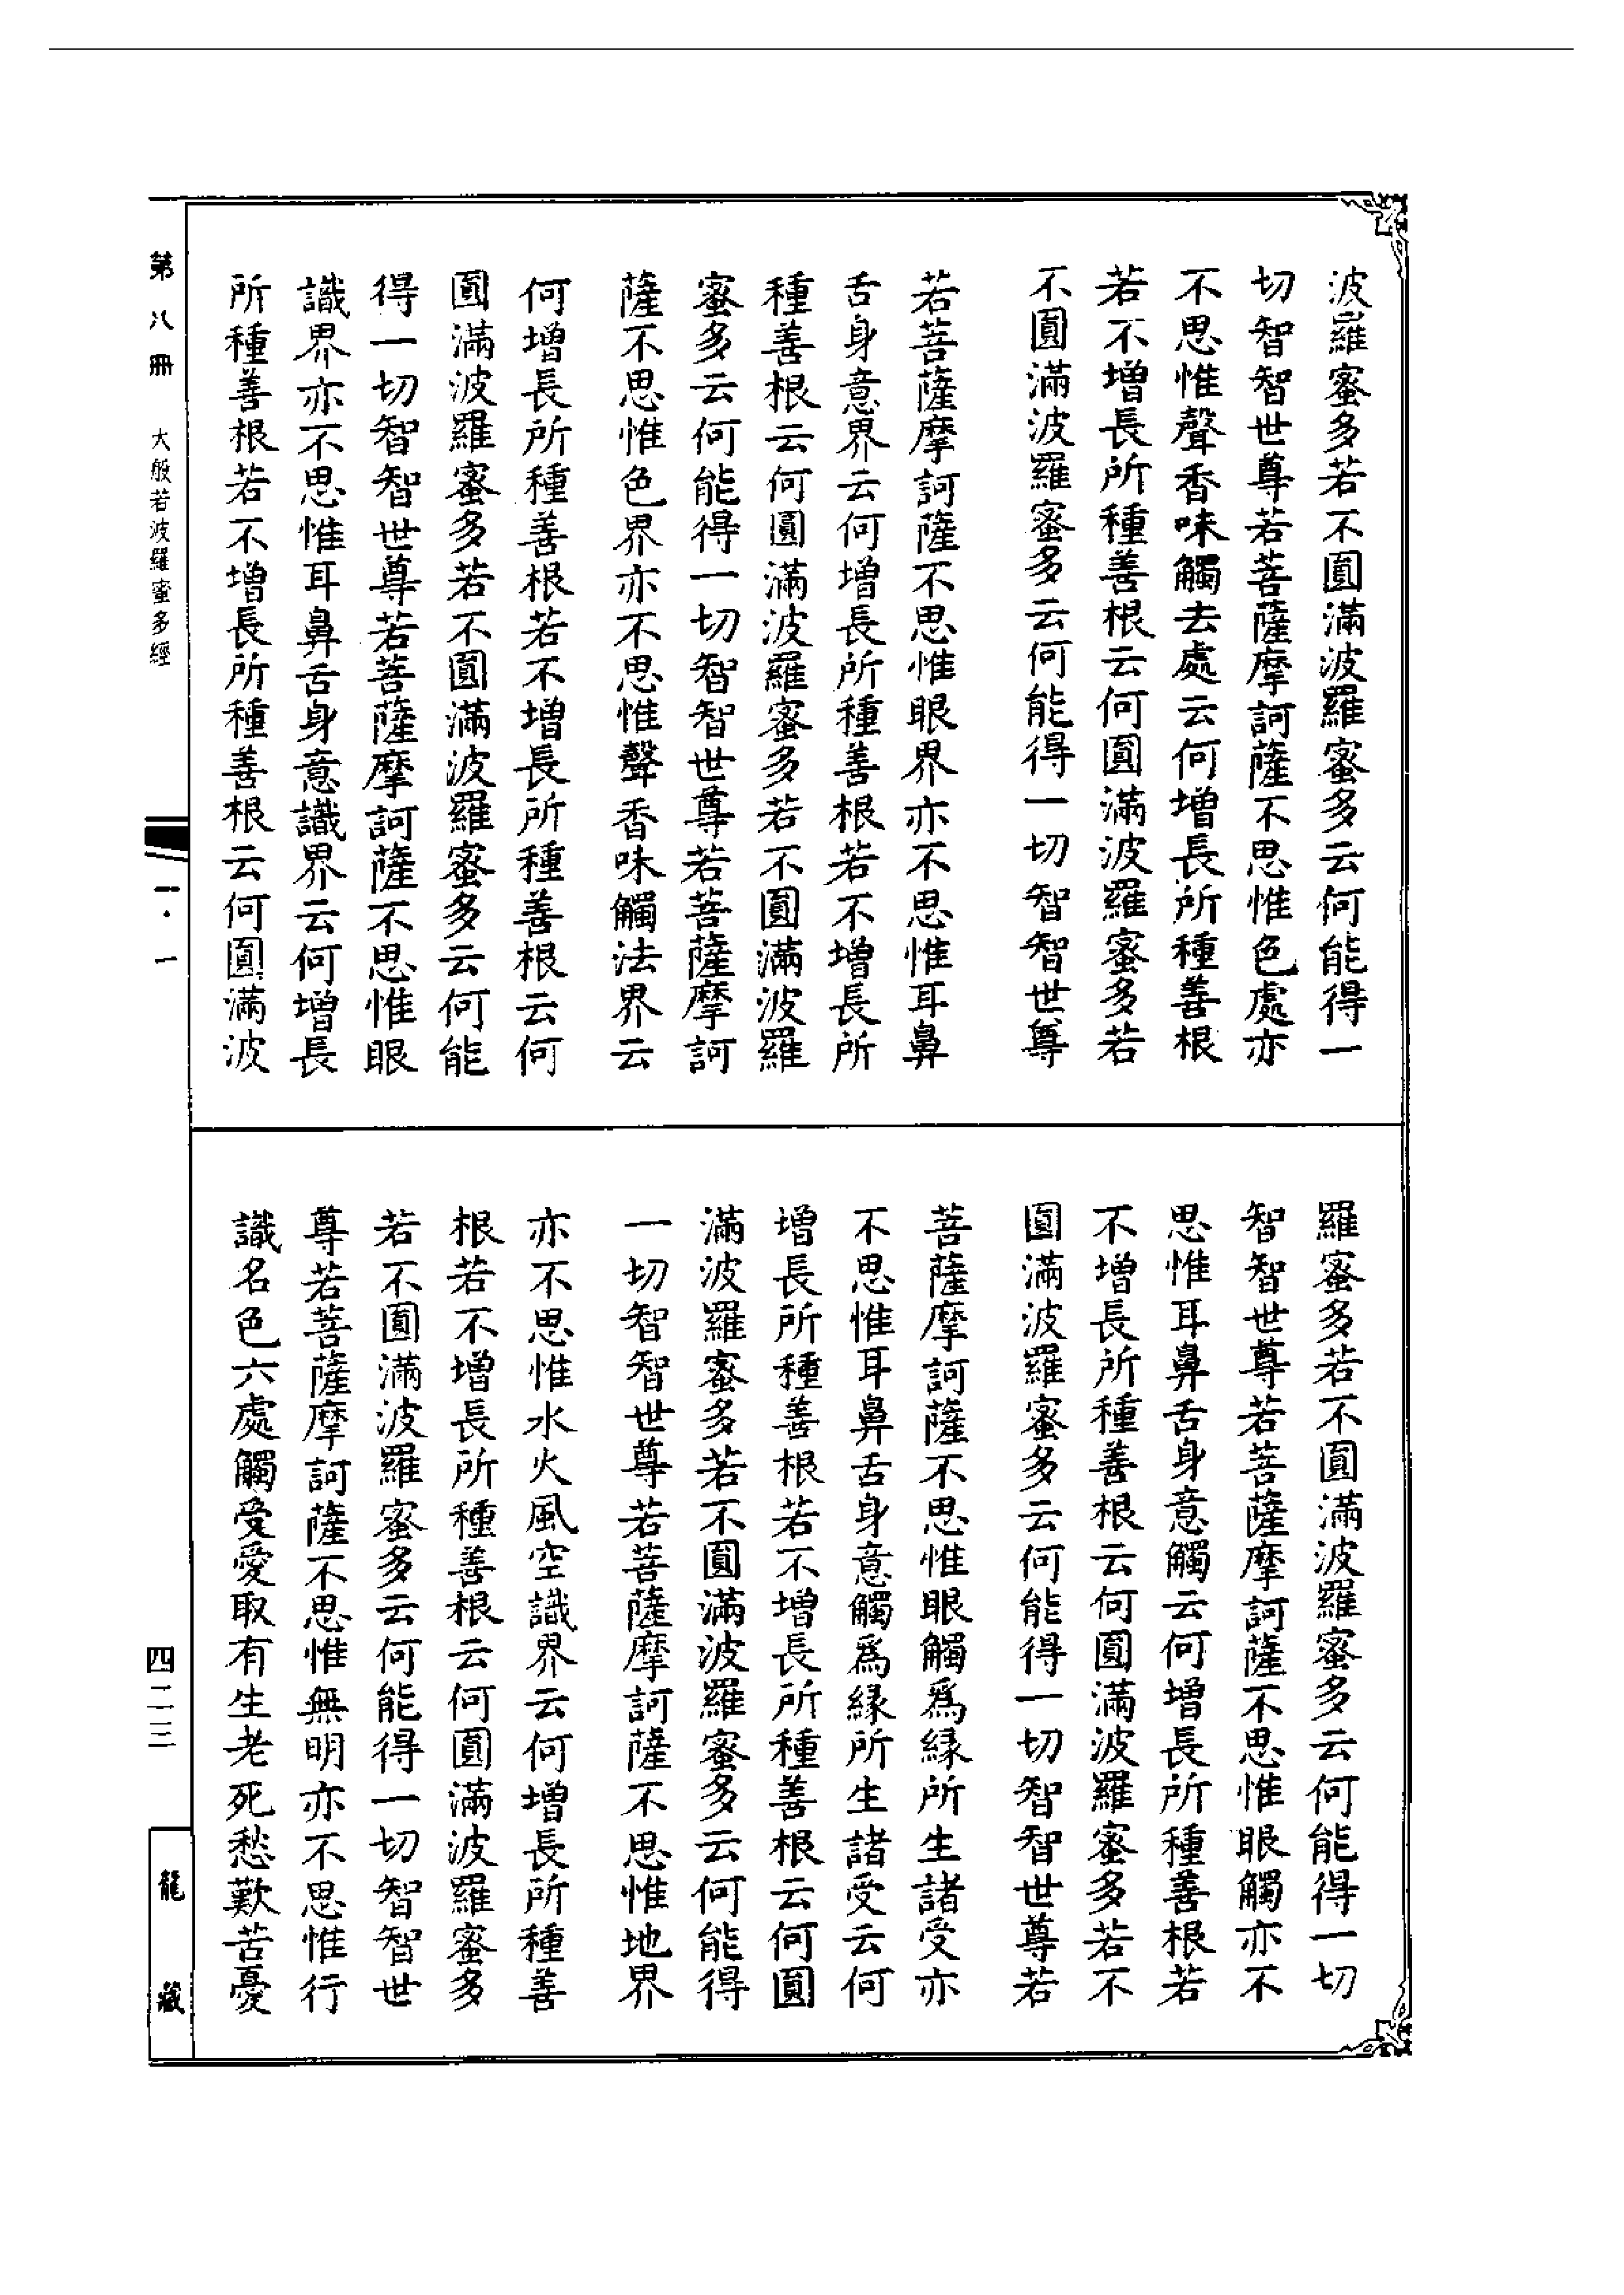 波羅蜜多若不圓滿波羅蜜多云何能得一
切智智世尊若菩薩摩訶薩不思惟色處亦
不思惟聲香味觸去處云何增長所種善根
若不增長所種善根云何圓滿波羅蜜多若
不圓滿波羅蜜多云何能得一切智智世尊
若菩薩摩訶薩不思惟眼界亦不思惟耳鼻
舌身意界云何增長所種善根若不增長所
種善根云何圓滿波羅蜜多若不圓滿波羅
蜜多云何能得一切智智世尊若菩薩摩訶
薩不思惟色界亦不思惟聲香味觸法界云
何增長所種善根若不增長所種善根云何
圓滿波羅蜜多若不圓滿波羅蜜多云何能
得一切智智世尊若菩薩摩訶薩不思惟眼
識界亦不思惟耳鼻舌身意識界云何增長
所種善根若不增長所種善根云何圓滿波
羅蜜多若不圓滿波羅蜜多云何能得一切
智智世尊若菩薩摩訶薩不思惟眼觸亦不
思惟耳鼻舌身意觸云何增長所種善根若
不增長所種善根云何圓滿波羅蜜多若不
圓滿波羅蜜多云何能得一切智智世尊若
菩薩摩訶薩不思惟眼觸爲緣所生諸受亦
不思惟耳鼻舌身意觸爲緣所生諸受云何
增長所種善根若不增長所種善根云何圓
滿波羅蜜多若不圓滿波羅蜜多云何能得
一切智智世尊若菩薩摩訶薩不思惟地界
亦不思惟水火風空識界云何增長所種善
根若不增長所種善根云何圓滿波羅蜜多
若不圓滿波羅蜜多云何能得一切智智世
尊若菩薩摩訶薩不思惟無明亦不思惟行
識名色六處觸受愛取有生老死愁歎苦憂
第八冊 大般若波羅蜜多經
一·一
四二三
龍藏